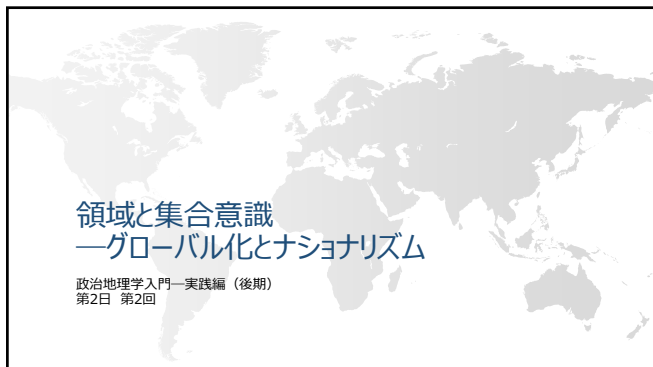 領域と集合意識
―グローバル化とナショナリズム
政治地理学入門―実践編（後期）
第2日 第2回